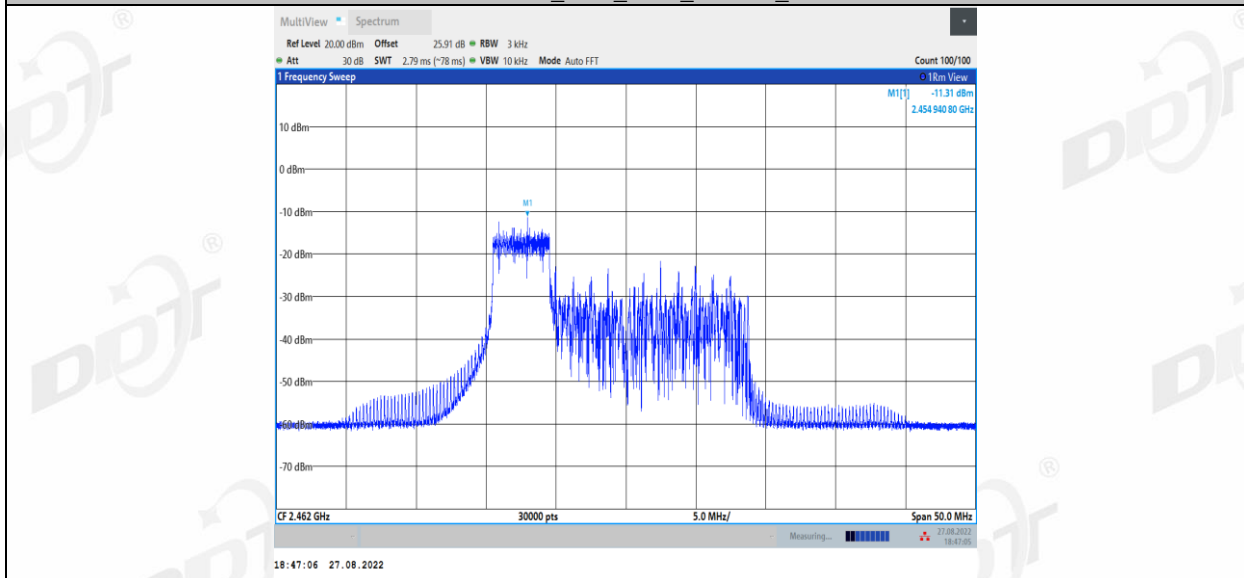 MultiView Spectrum
Ref Level 20.00 dBm Offset 25.91 dB RBW 3 kHz
Att 30 dB SWT 2.79 ms (~78 ms) VBW 10 kHz Mode Auto FFT Count 100/100
1 Frequency Sweep 1Rm View
M1[1] -11.31 dBm
2.454 940 80 GHz
10 dBm
0 dBm
M1
-10 dBm
-20 dBm
-30 dBm
-40 dBm
-50 dBm
-60 dBm
-70 dBm
CF 2.462 GHz 30000 pts 5.0 MHz/ Span 50.0 MHz
Measuring... 27.08.2022
18:47:05
18:47:06 27.08.2022
DDT ®